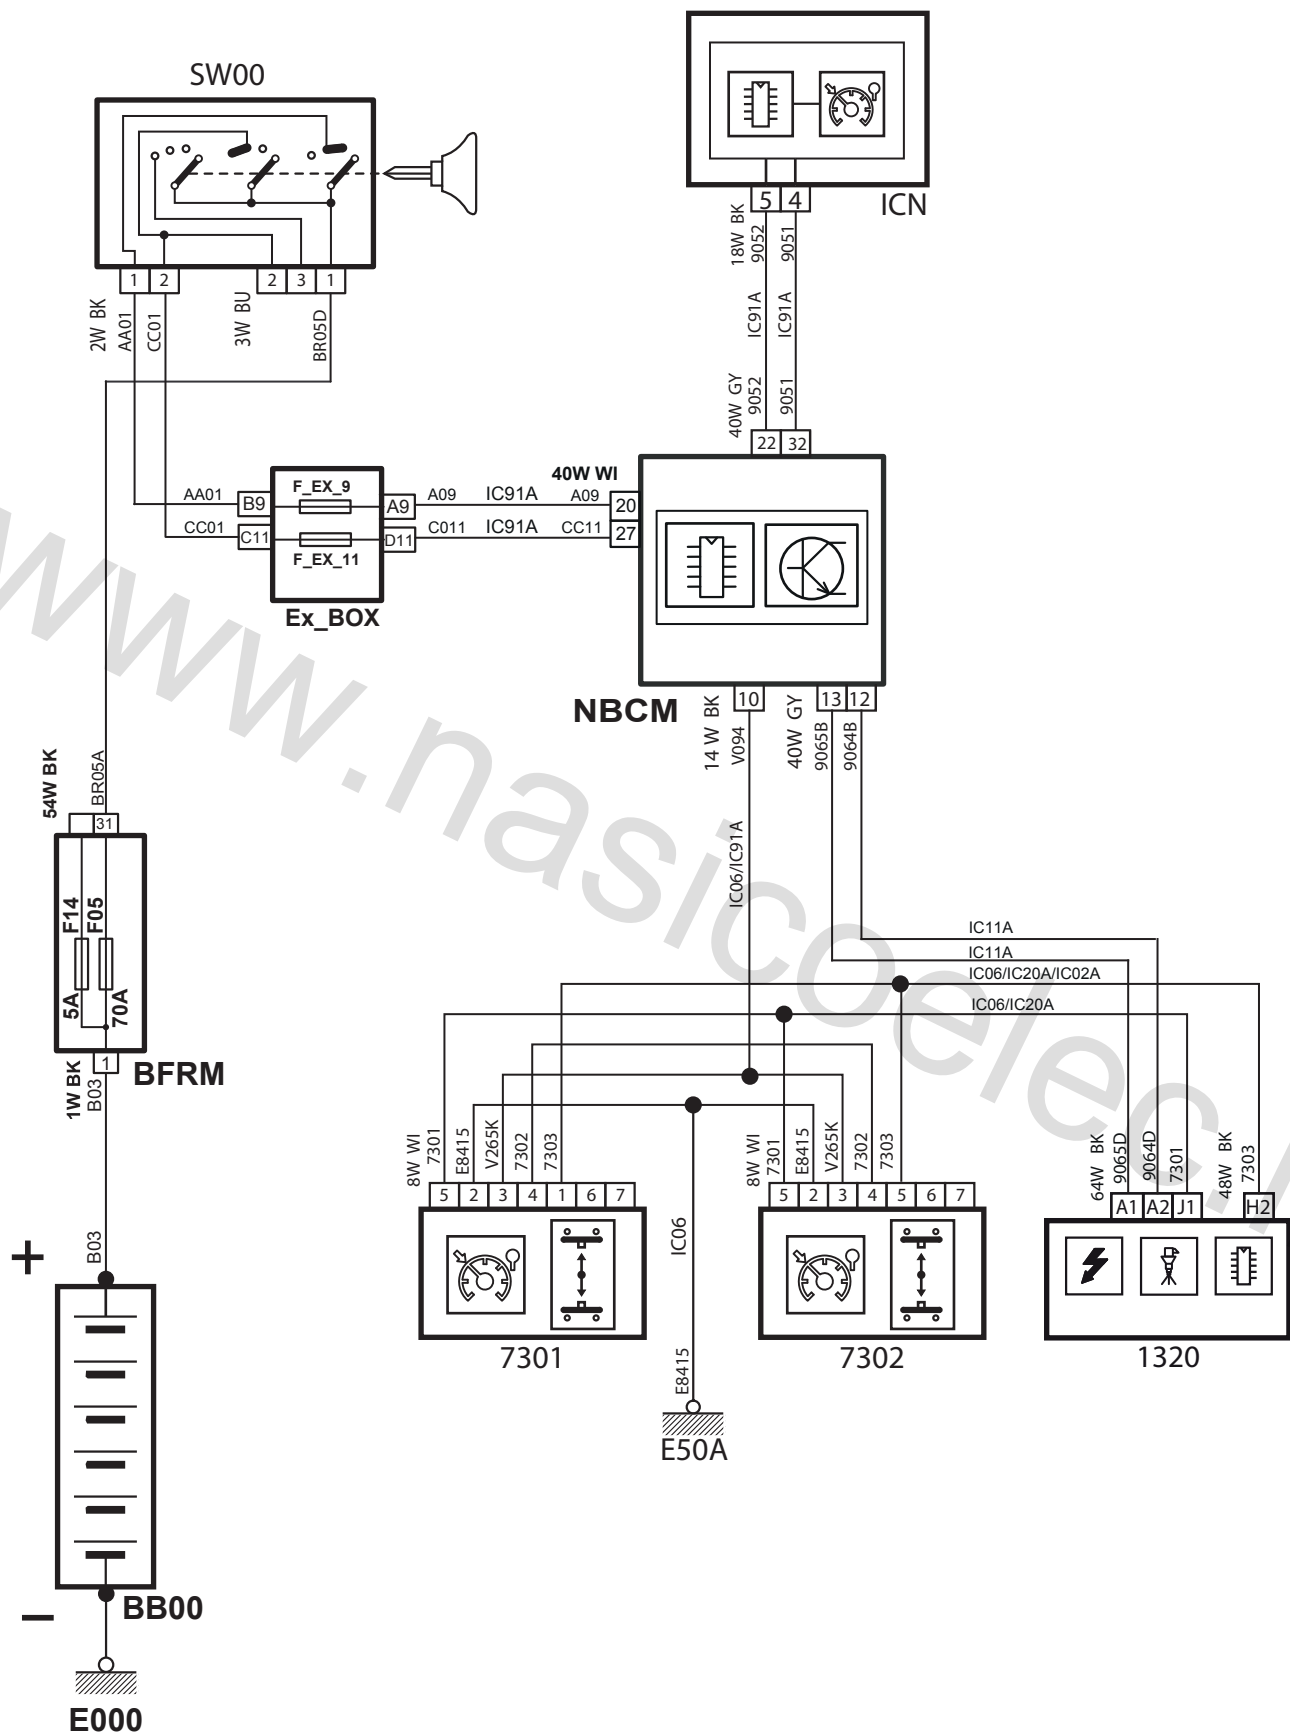 SW00
1 2 2 3 1
2W BK
AA01
CC01
3W BU
BR05D
ICN
5 4
18W BK
9052
9051
IC91A
IC91A
40W GY
9052
9051
22 32
AA01
B9
F_EX_9
A9
A09
IC91A
40W WI
A09
20
CC01
C11
F_EX_11
D11
C011
IC91A
CC11
27
Ex_BOX
NBCM
10 13 12
14 W BK
V094
40W GY
9065B
9064B
IC06/IC91A
54W BK
BR05A
31
F14
F05
5A
70A
1
BFRM
1W BK
B03
IC11A
IC11A
IC06/IC20A/IC02A
IC06/IC20A
8W WI
7301
E8415
V265K
7302
7303
5 2 3 4 1 6 7
7301
8W WI
7301
E8415
V265K
7302
7303
5 2 3 4 5 6 7
7302
64W BK
9065D
9064D
7301
48W BK
7303
A1 A2 J1 H2
1320
IC06
E8415
E50A
B03
+
–
BB00
E000
www.nasicoelec.